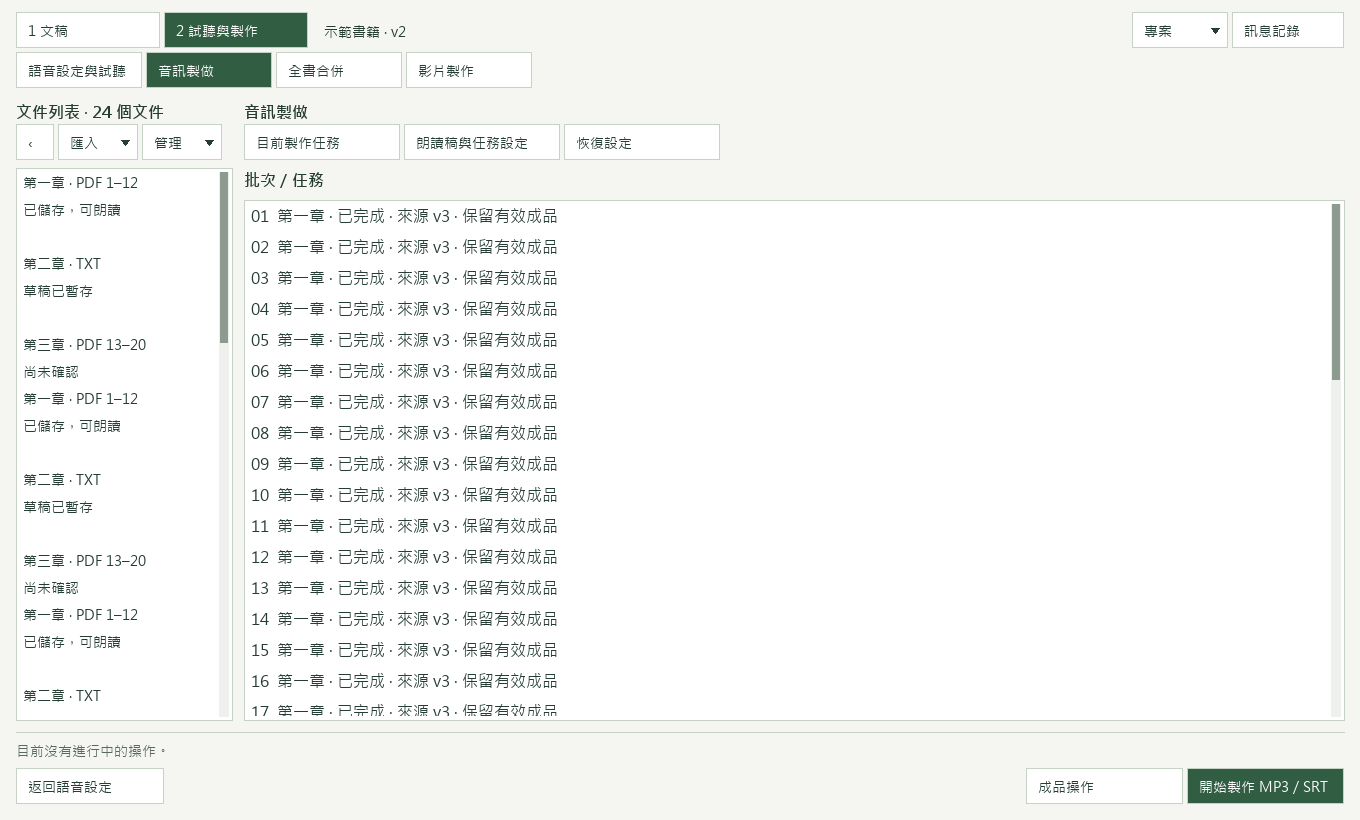 1 文稿
2 試聽與製作
示範書籍 · v2
專案
訊息記錄
語音設定與試聽
音訊製做
全書合併
影片製作
文件列表 · 24 個文件
‹
匯入
管理
第一章 · PDF 1–12
已儲存，可朗讀
第二章 · TXT
草稿已暫存
第三章 · PDF 13–20
尚未確認
第一章 · PDF 1–12
已儲存，可朗讀
第二章 · TXT
草稿已暫存
第三章 · PDF 13–20
尚未確認
第一章 · PDF 1–12
已儲存，可朗讀
第二章 · TXT
音訊製做
目前製作任務
朗讀稿與任務設定
恢復設定
批次 / 任務
01 第一章 · 已完成 · 來源 v3 · 保留有效成品
02 第一章 · 已完成 · 來源 v3 · 保留有效成品
03 第一章 · 已完成 · 來源 v3 · 保留有效成品
04 第一章 · 已完成 · 來源 v3 · 保留有效成品
05 第一章 · 已完成 · 來源 v3 · 保留有效成品
06 第一章 · 已完成 · 來源 v3 · 保留有效成品
07 第一章 · 已完成 · 來源 v3 · 保留有效成品
08 第一章 · 已完成 · 來源 v3 · 保留有效成品
09 第一章 · 已完成 · 來源 v3 · 保留有效成品
10 第一章 · 已完成 · 來源 v3 · 保留有效成品
11 第一章 · 已完成 · 來源 v3 · 保留有效成品
12 第一章 · 已完成 · 來源 v3 · 保留有效成品
13 第一章 · 已完成 · 來源 v3 · 保留有效成品
14 第一章 · 已完成 · 來源 v3 · 保留有效成品
15 第一章 · 已完成 · 來源 v3 · 保留有效成品
16 第一章 · 已完成 · 來源 v3 · 保留有效成品
17 第一章 · 已完成 · 來源 v3 · 保留有效成品
目前沒有進行中的操作。
返回語音設定
成品操作
開始製作 MP3 / SRT